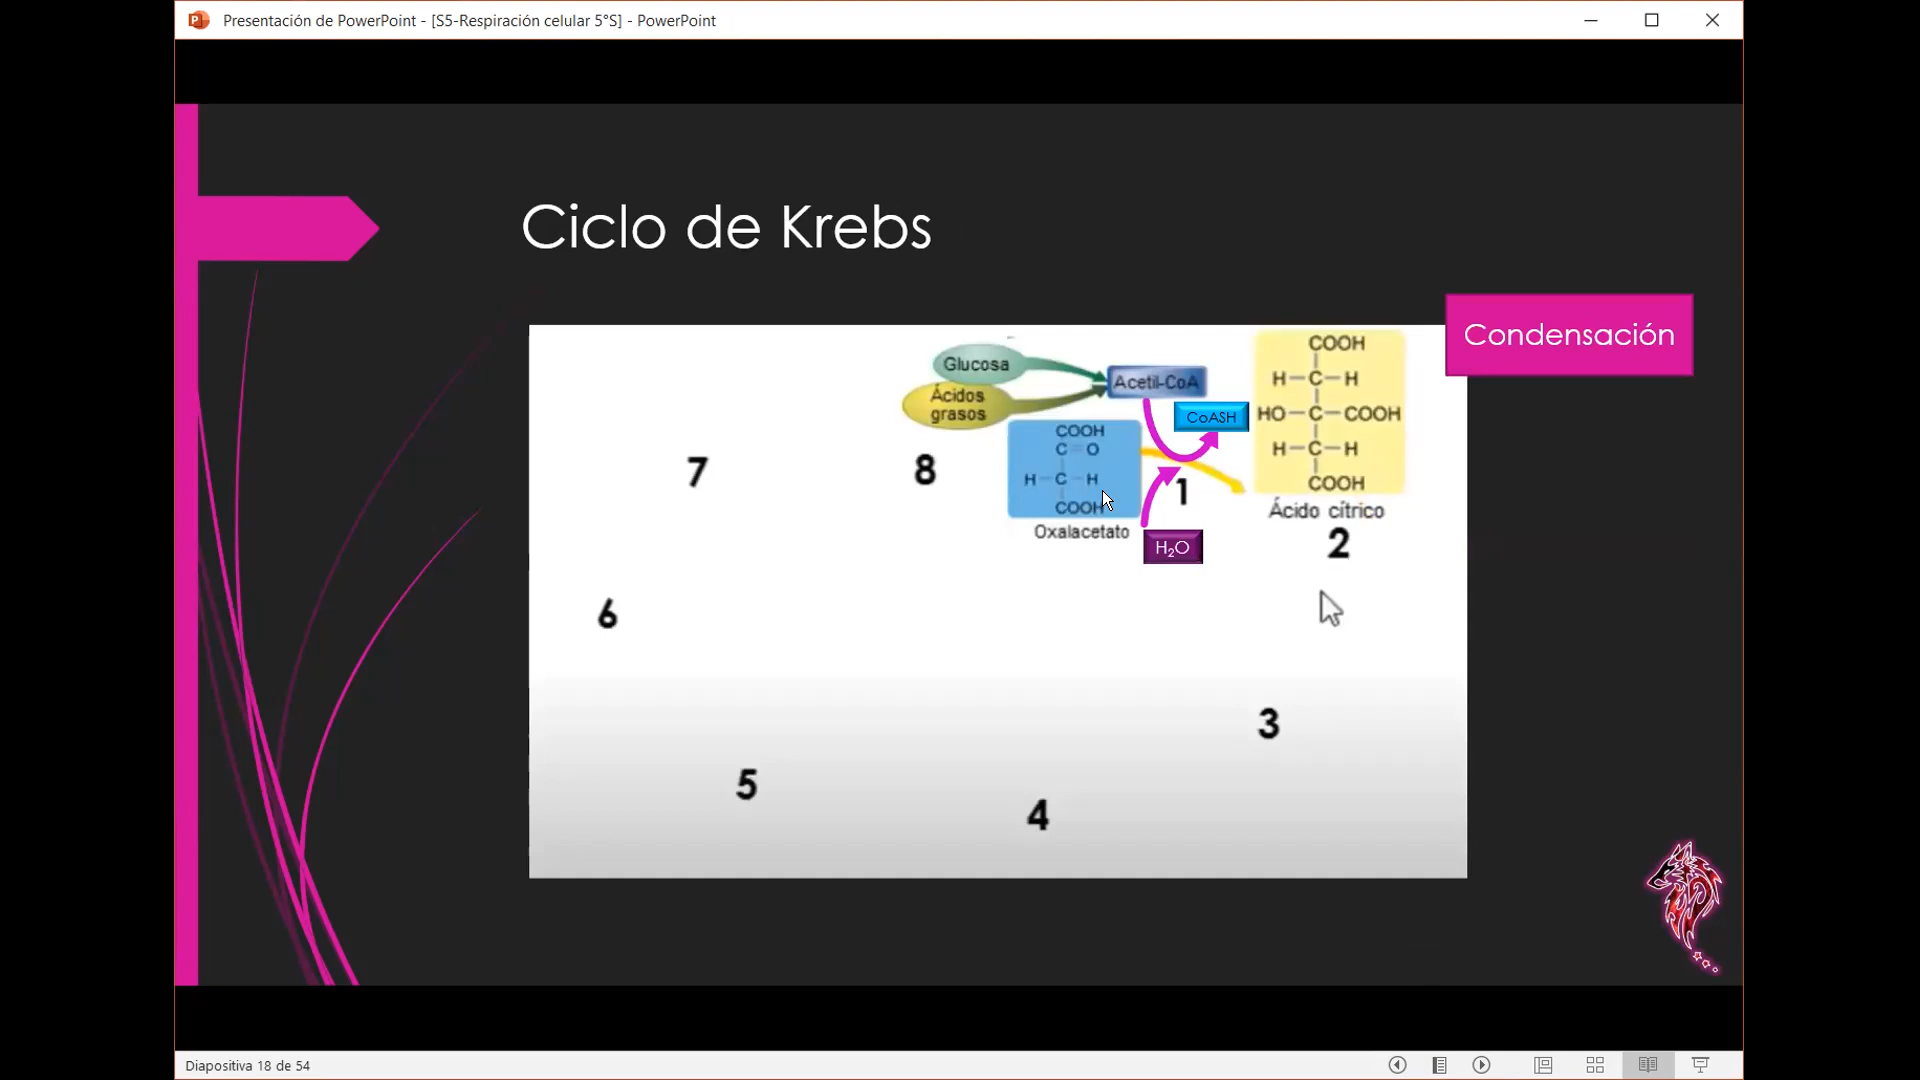 Presentación de PowerPoint - [S5-Respiración celular 5°S] - PowerPoint
Ciclo de Krebs
Condensación
Glucosa
Ácidos
grasos
Acetil-CoA
CoASH
COOH
C=O
H-C-H
COOH
Oxalacetato
H₂O
COOH
H-C-H
HO-C-COOH
H-C-H
COOH
Ácido cítrico
1
2
3
4
5
6
7
8
Diapositiva 18 de 54